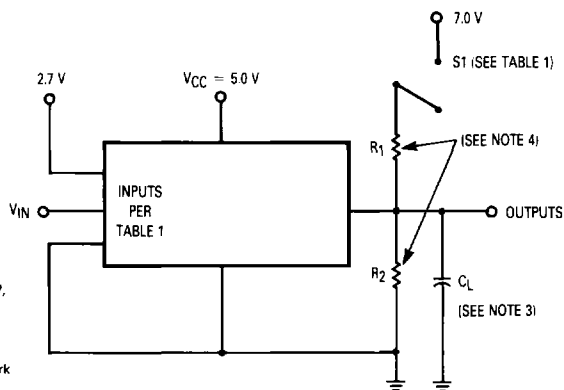 7.0 V
S1 (SEE TABLE 1)
2.7 V
VCC = 5.0 V
R1
(SEE NOTE 4)
INPUTS
PER
TABLE 1
VIN
OUTPUTS
R2
CL
(SEE NOTE 3)